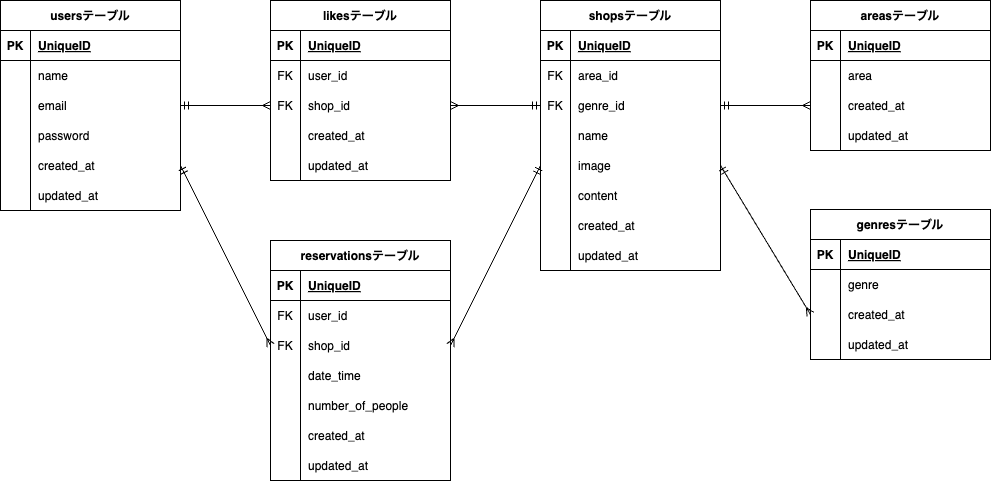 usersテーブル
PK UniqueID
name
email
password
created_at
updated_at
likesテーブル
PK UniqueID
FK user_id
FK shop_id
created_at
updated_at
shopsテーブル
PK UniqueID
FK area_id
FK genre_id
name
image
content
created_at
updated_at
areasテーブル
PK UniqueID
area
created_at
updated_at
reservationsテーブル
PK UniqueID
FK user_id
FK shop_id
date_time
number_of_people
created_at
updated_at
genresテーブル
PK UniqueID
genre
created_at
updated_at